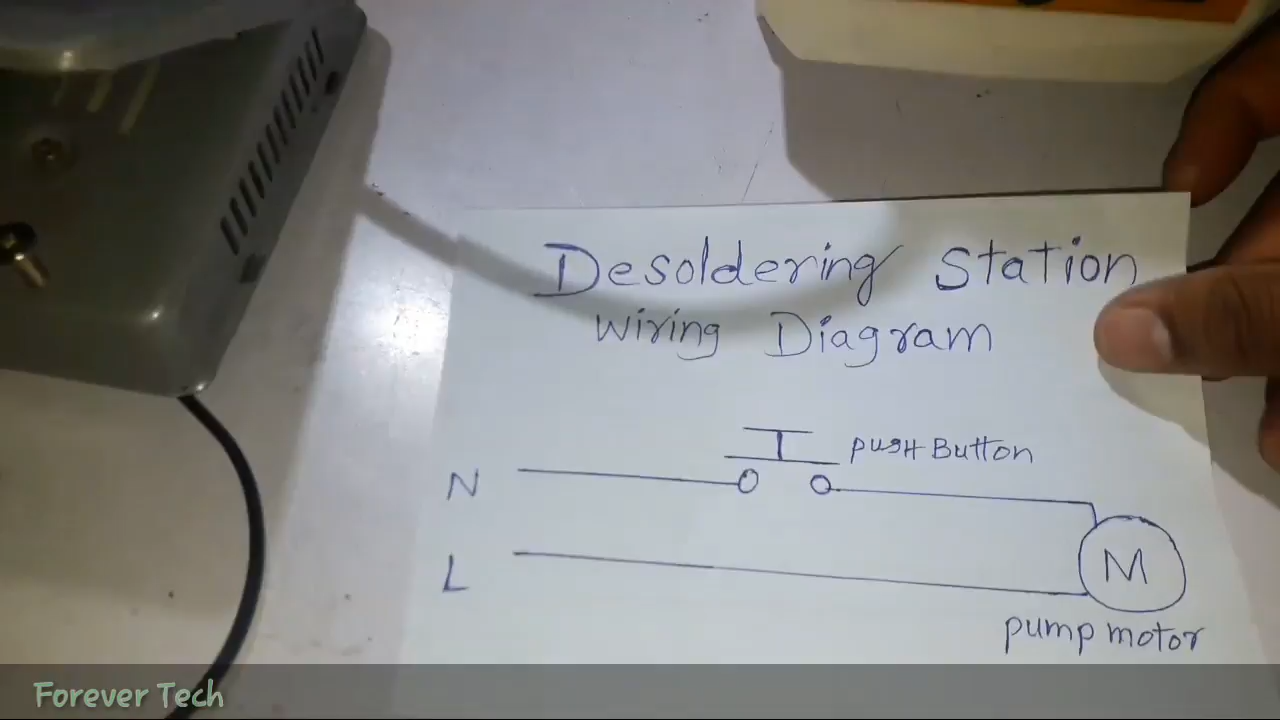 Desoldering Station
Wiring Diagram
PUSH Button
N
L
M
pump motor
Forever Tech